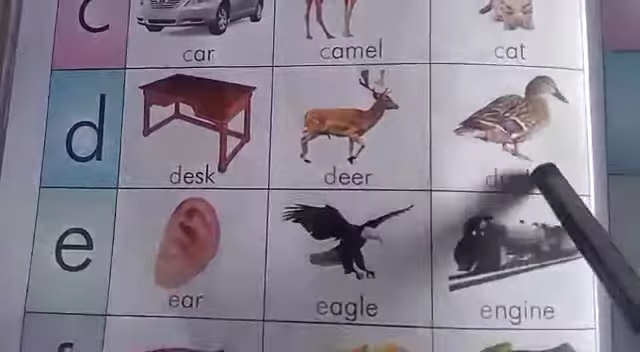 c
car camel cat
d
desk deer
e
ear eagle engine